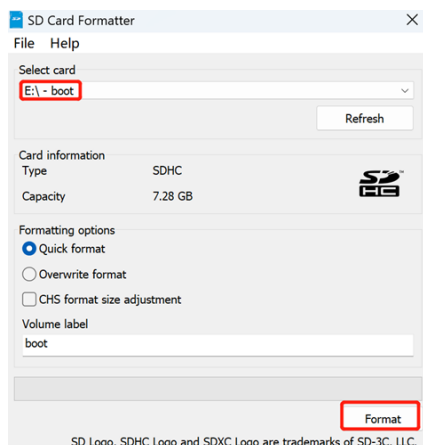 SD Card Formatter
File Help
Select card
E:\ - boot
Refresh
Card information
Type SDHC
Capacity 7.28 GB
SD
HC
Formatting options
Quick format
Overwrite format
CHS format size adjustment
Volume label
boot
Format
SD Logo, SDHC Logo and SDXC Logo are trademarks of SD-3C, LLC.